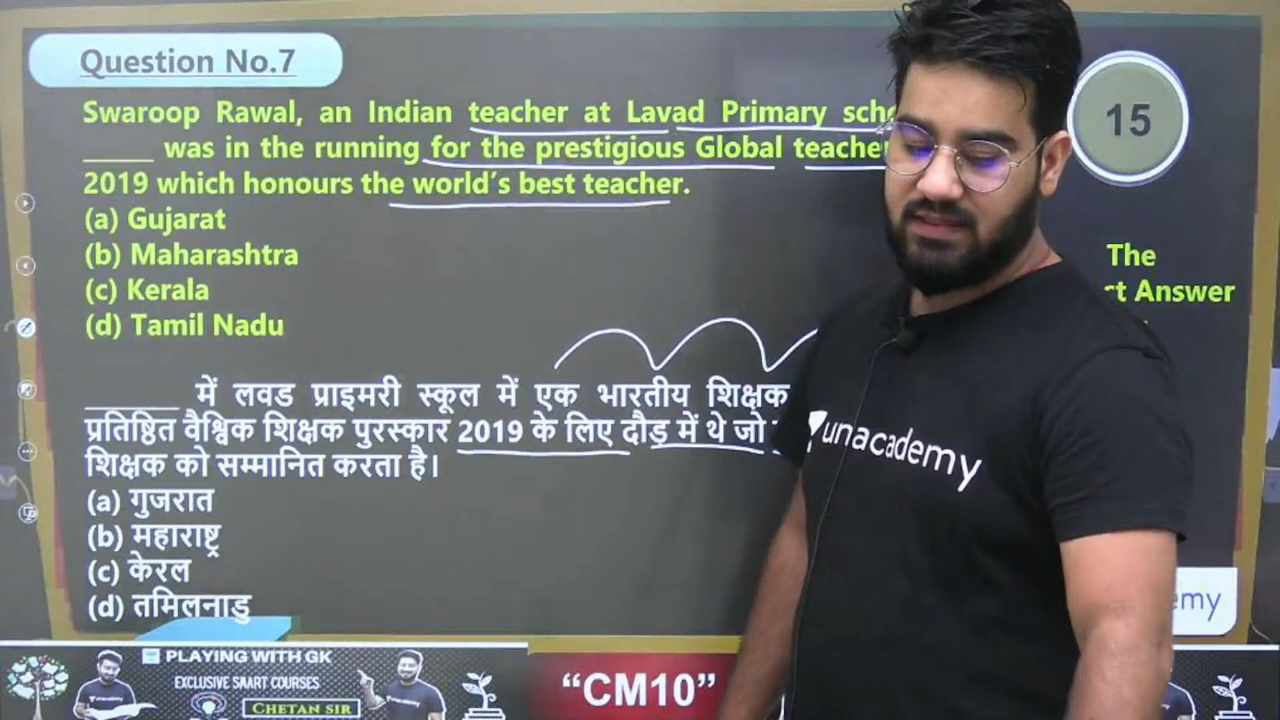 Question No.7
Swaroop Rawal, an Indian teacher at Lavad Primary
_____ was in the running for the prestigious Global
2019 which honours the world's best teacher.
(a) Gujarat
(b) Maharashtra
(c) Kerala
(d) Tamil Nadu
15
The
Answer
_______ में लवड प्राइमरी स्कूल में एक भारतीय शिक्षक
प्रतिष्ठित वैश्विक शिक्षक पुरस्कार 2019 के लिए दौड़ में थे जो
शिक्षक को सम्मानित करता है।
(a) गुजरात
(b) महाराष्ट्र
(c) केरल
(d) तमिलनाडु
unacademy
PLAYING WITH GK
EXCLUSIVE SAART COURSES
CHETAN SIR
"CM10"